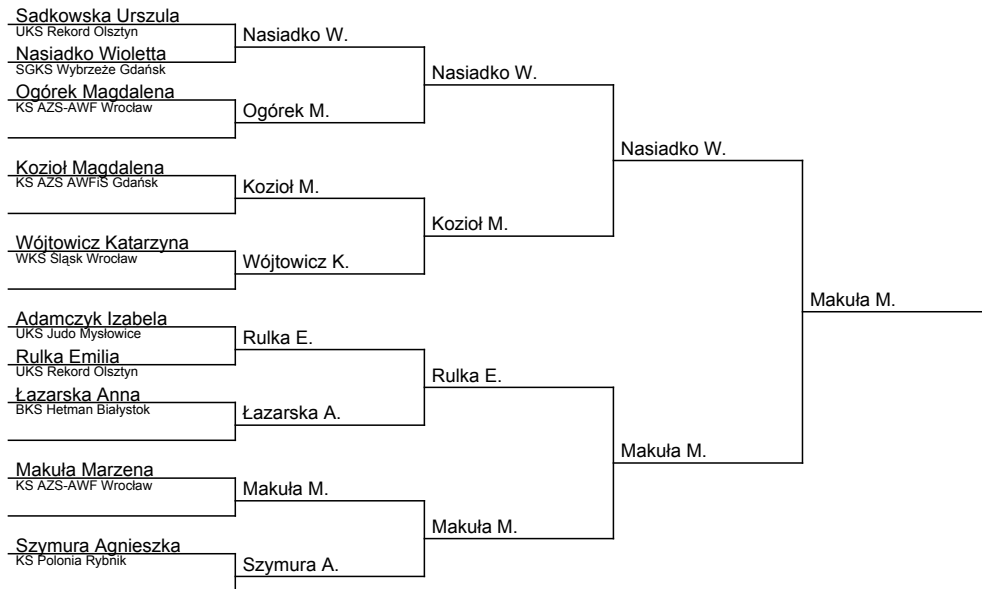 Sadkowska Urszula
UKS Rekord Olsztyn
Nasiadko Wioletta
SGKS Wybrzeże Gdańsk
Ogórek Magdalena
KS AZS-AWF Wrocław
Kozioł Magdalena
KS AZS AWFiS Gdańsk
Wójtowicz Katarzyna
WKS Śląsk Wrocław
Adamczyk Izabela
UKS Judo Mysłowice
Rulka Emilia
UKS Rekord Olsztyn
Łazarska Anna
BKS Hetman Białystok
Makuła Marzena
KS AZS-AWF Wrocław
Szymura Agnieszka
KS Polonia Rybnik
Nasiadko W.
Ogórek M.
Kozioł M.
Wójtowicz K.
Rulka E.
Łazarska A.
Makuła M.
Szymura A.
Nasiadko W.
Kozioł M.
Rulka E.
Makuła M.
Nasiadko W.
Makuła M.
Makuła M.